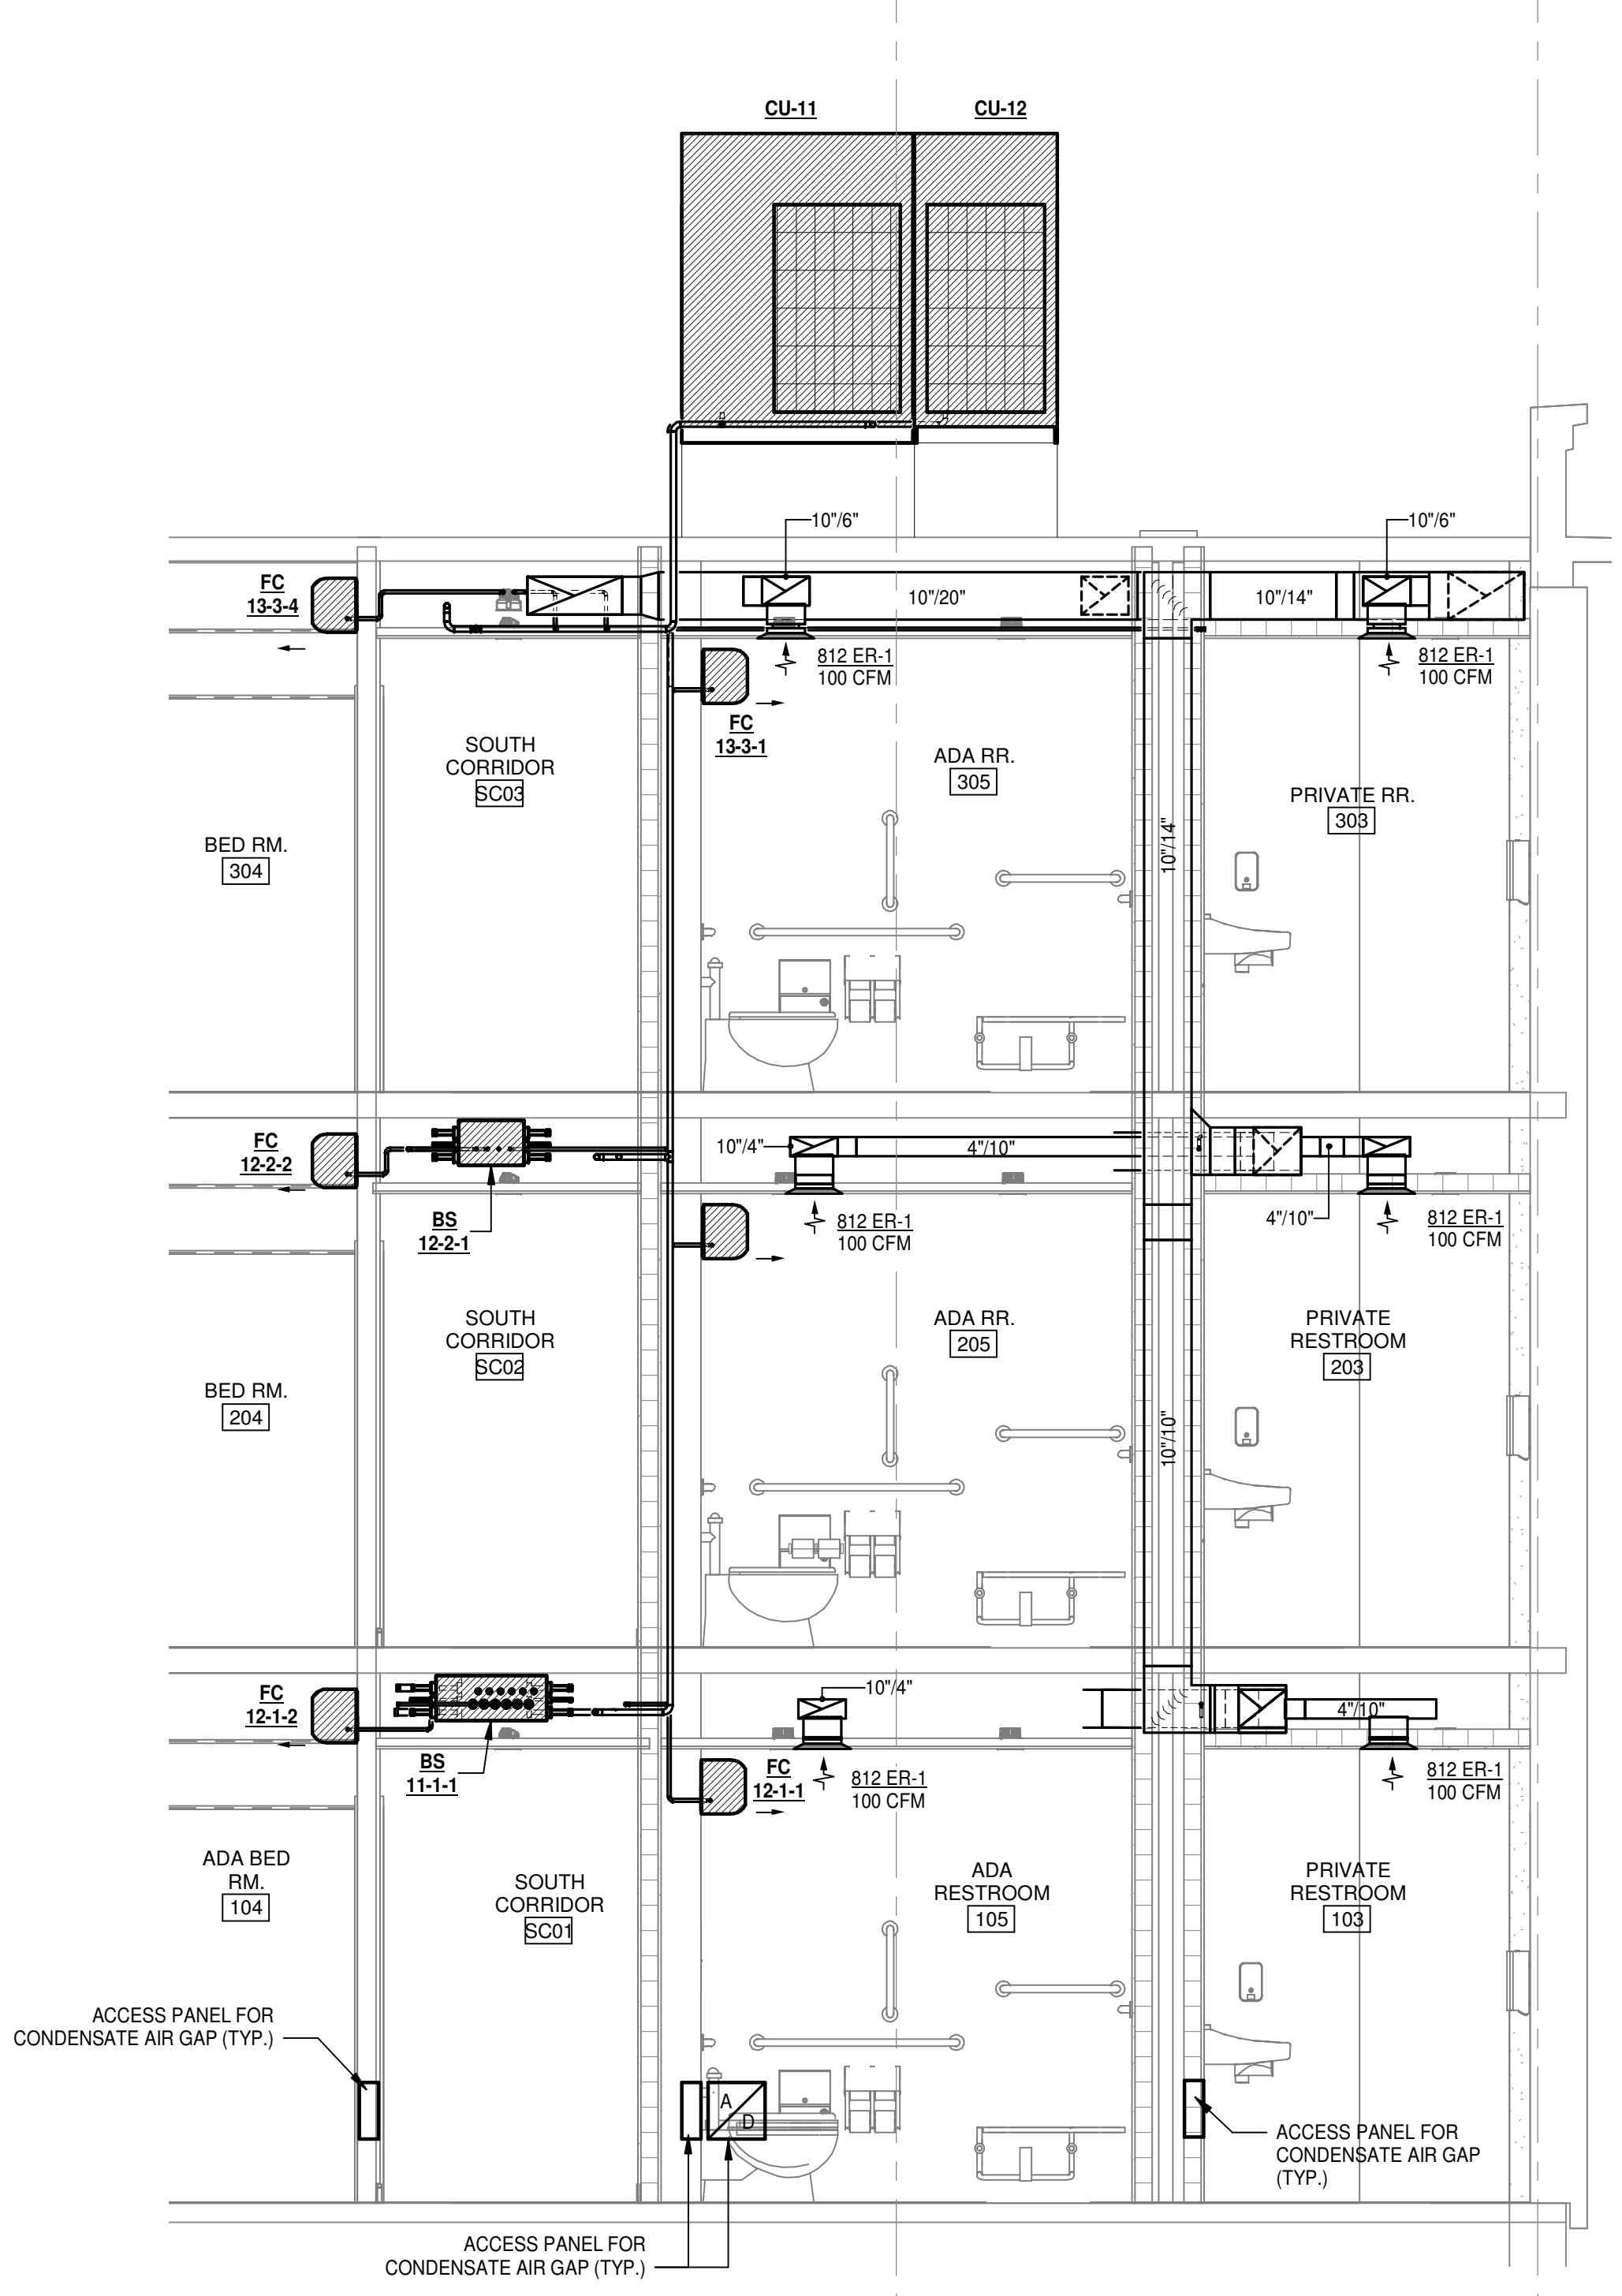 CU-11
CU-12
10"/6"
10"/6"
FC
13-3-4
10"/20"
10"/14"
812 ER-1
100 CFM
812 ER-1
100 CFM
FC
13-3-1
SOUTH
CORRIDOR
SC03
ADA RR.
305
PRIVATE RR.
303
10"/14"
BED RM.
304
FC
12-2-2
10"/4"
4"/10"
BS
12-2-1
812 ER-1
100 CFM
4"/10"
812 ER-1
100 CFM
SOUTH
CORRIDOR
SC02
ADA RR.
205
PRIVATE
RESTROOM
203
BED RM.
204
10"/10"
FC
12-1-2
10"/4"
4"/10"
BS
11-1-1
FC
12-1-1
812 ER-1
100 CFM
812 ER-1
100 CFM
ADA BED
RM.
104
SOUTH
CORRIDOR
SC01
ADA
RESTROOM
105
PRIVATE
RESTROOM
103
ACCESS PANEL FOR
CONDENSATE AIR GAP (TYP.)
A
D
ACCESS PANEL FOR
CONDENSATE AIR GAP
(TYP.)
ACCESS PANEL FOR
CONDENSATE AIR GAP (TYP.)